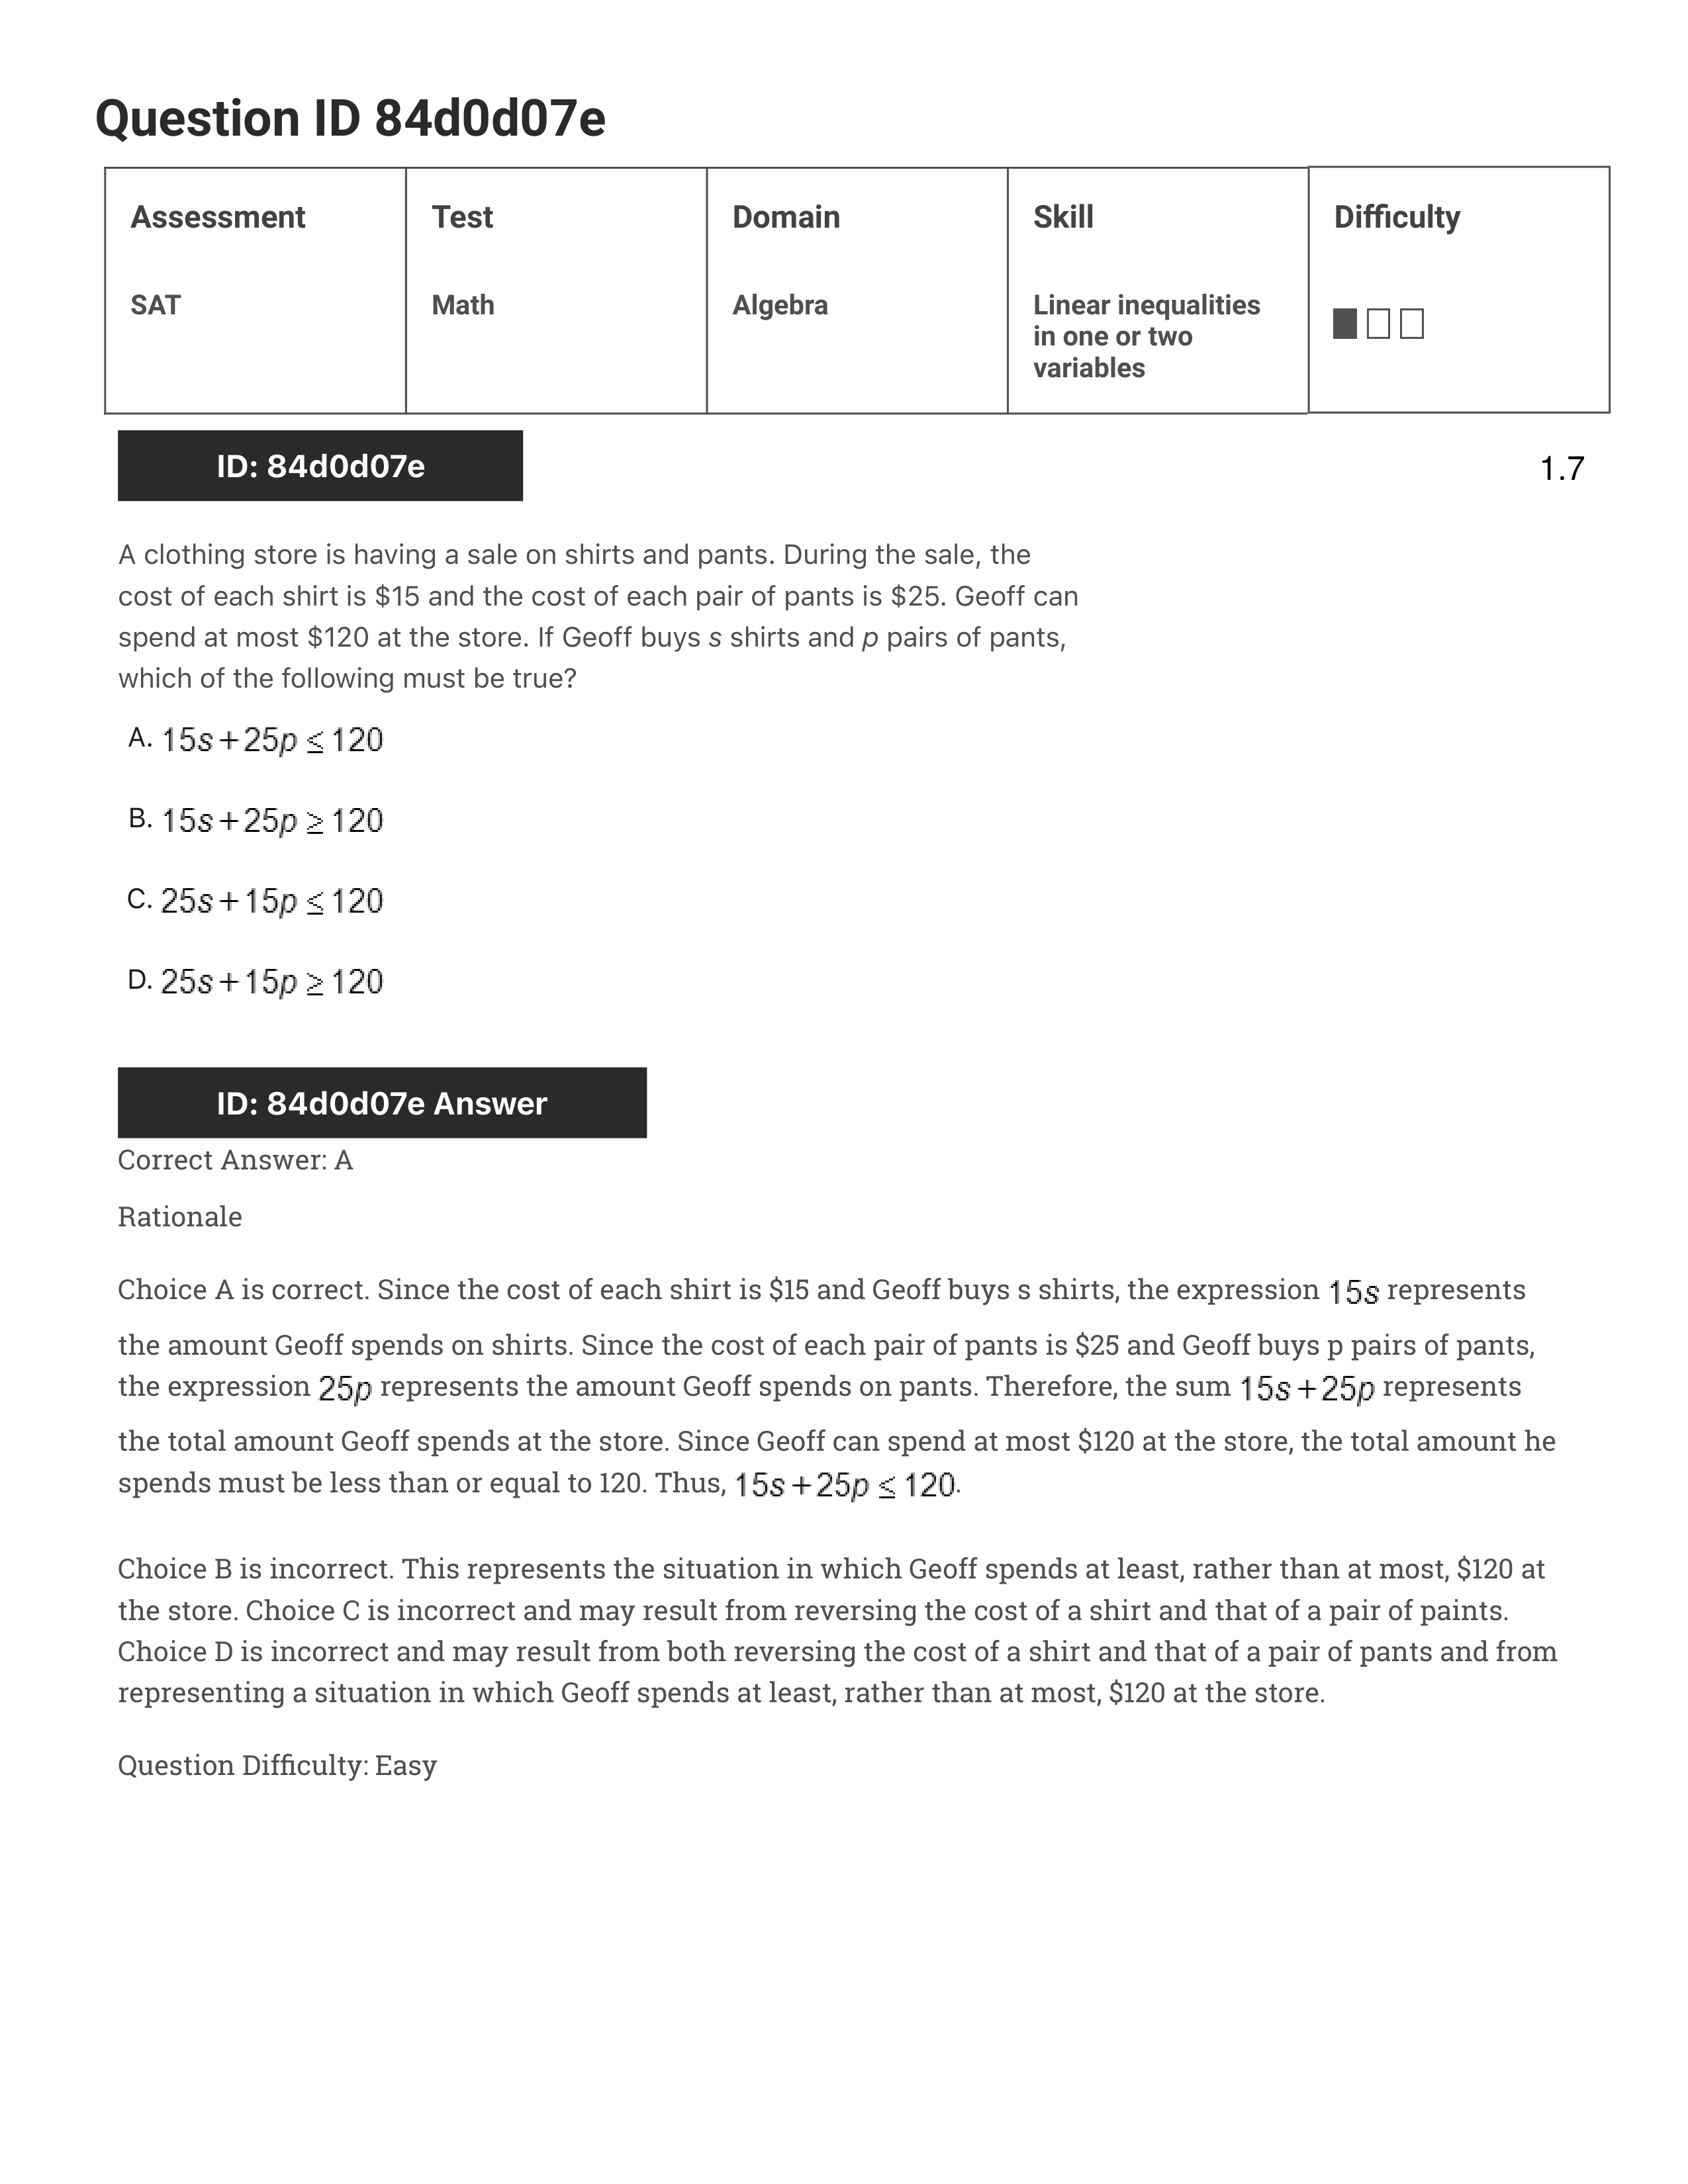 Question ID 84d0d07e
Assessment Test Domain Skill Difficulty
SAT Math Algebra Linear inequalities
in one or two
variables
ID: 84d0d07e 1.7
A clothing store is having a sale on shirts and pants. During the sale, the
cost of each shirt is $15 and the cost of each pair of pants is $25. Geoff can
spend at most $120 at the store. If Geoff buys s shirts and p pairs of pants,
which of the following must be true?
A. 15s + 25p ≤ 120
B. 15s + 25p ≥ 120
C. 25s + 15p ≤ 120
D. 25s + 15p ≥ 120
ID: 84d0d07e Answer
Correct Answer: A
Rationale
Choice A is correct. Since the cost of each shirt is $15 and Geoff buys s shirts, the expression 15s represents
the amount Geoff spends on shirts. Since the cost of each pair of pants is $25 and Geoff buys p pairs of pants,
the expression 25p represents the amount Geoff spends on pants. Therefore, the sum 15s + 25p represents
the total amount Geoff spends at the store. Since Geoff can spend at most $120 at the store, the total amount he
spends must be less than or equal to 120. Thus, 15s + 25p ≤ 120.
Choice B is incorrect. This represents the situation in which Geoff spends at least, rather than at most, $120 at
the store. Choice C is incorrect and may result from reversing the cost of a shirt and that of a pair of paints.
Choice D is incorrect and may result from both reversing the cost of a shirt and that of a pair of pants and from
representing a situation in which Geoff spends at least, rather than at most, $120 at the store.
Question Difficulty: Easy